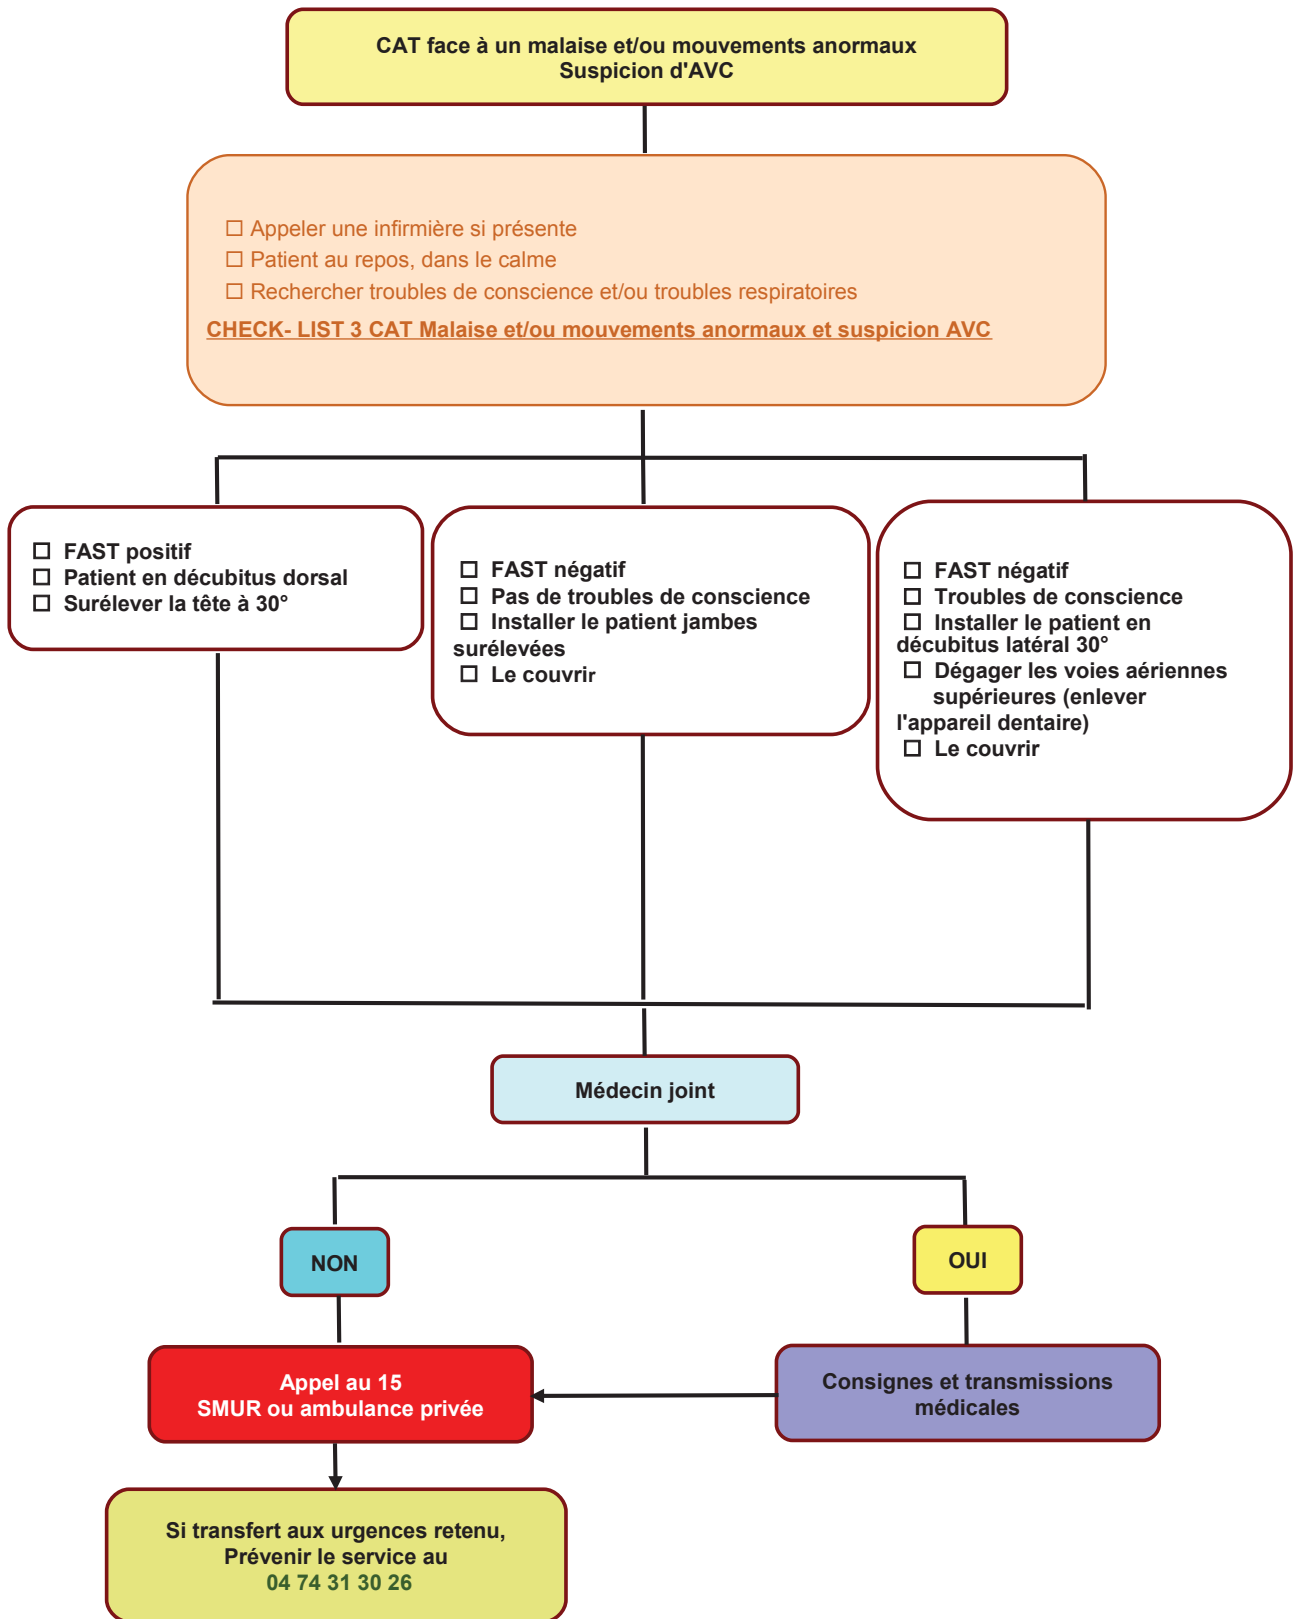 CAT face à un malaise et/ou mouvements anormaux
Suspicion d'AVC
☐ Appeler une infirmière si présente
☐ Patient au repos, dans le calme
☐ Rechercher troubles de conscience et/ou troubles respiratoires
CHECK- LIST 3 CAT Malaise et/ou mouvements anormaux et suspicion AVC
☐ FAST positif
☐ Patient en décubitus dorsal
☐ Surélever la tête à 30°
☐ FAST négatif
☐ Pas de troubles de conscience
☐ Installer le patient jambes
surélevées
☐ Le couvrir
☐ FAST négatif
☐ Troubles de conscience
☐ Installer le patient en
décubitus latéral 30°
☐ Dégager les voies aériennes
supérieures (enlever
l'appareil dentaire)
☐ Le couvrir
Médecin joint
NON
OUI
Appel au 15
SMUR ou ambulance privée
Consignes et transmissions
médicales
Si transfert aux urgences retenu,
Prévenir le service au
04 74 31 30 26